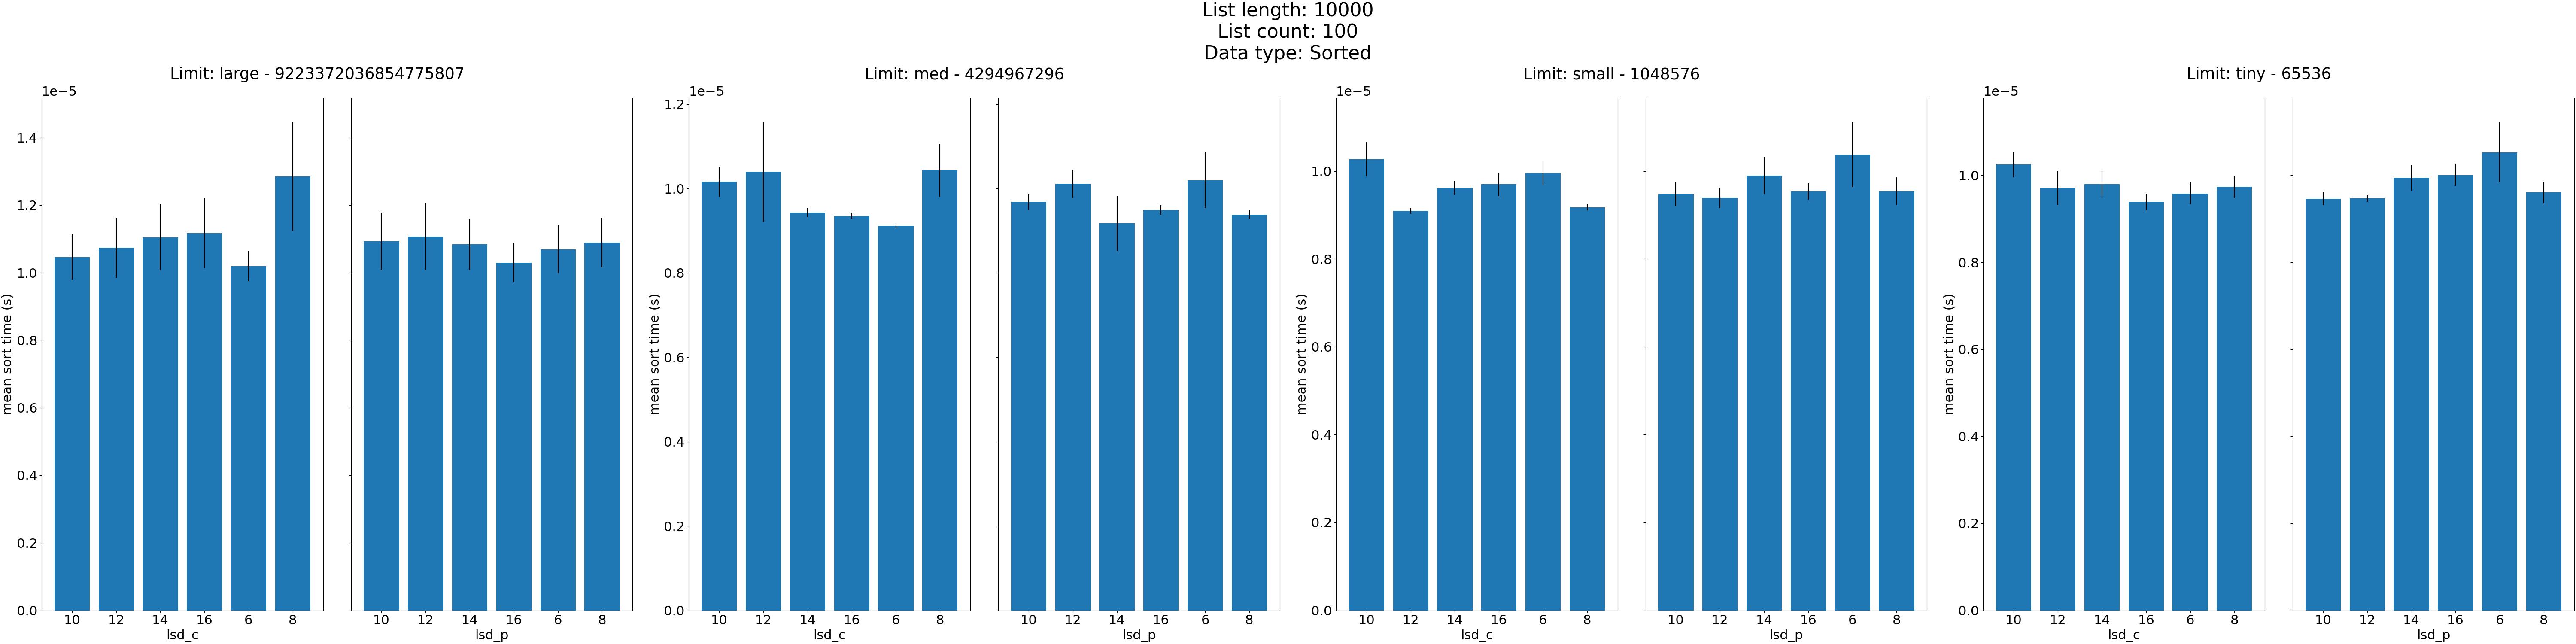 List length: 10000
List count: 100
Data type: Sorted
Limit: large - 9223372036854775807
1e−5
mean sort time (s)
1.4
1.2
1.0
0.8
0.6
0.4
0.2
0.0
10 12 14 16 6 8
lsd_c
10 12 14 16 6 8
lsd_p
Limit: med - 4294967296
1e−5
mean sort time (s)
1.2
1.0
0.8
0.6
0.4
0.2
0.0
10 12 14 16 6 8
lsd_c
10 12 14 16 6 8
lsd_p
Limit: small - 1048576
1e−5
mean sort time (s)
1.0
0.8
0.6
0.4
0.2
0.0
10 12 14 16 6 8
lsd_c
10 12 14 16 6 8
lsd_p
Limit: tiny - 65536
1e−5
mean sort time (s)
1.0
0.8
0.6
0.4
0.2
0.0
10 12 14 16 6 8
lsd_c
10 12 14 16 6 8
lsd_p